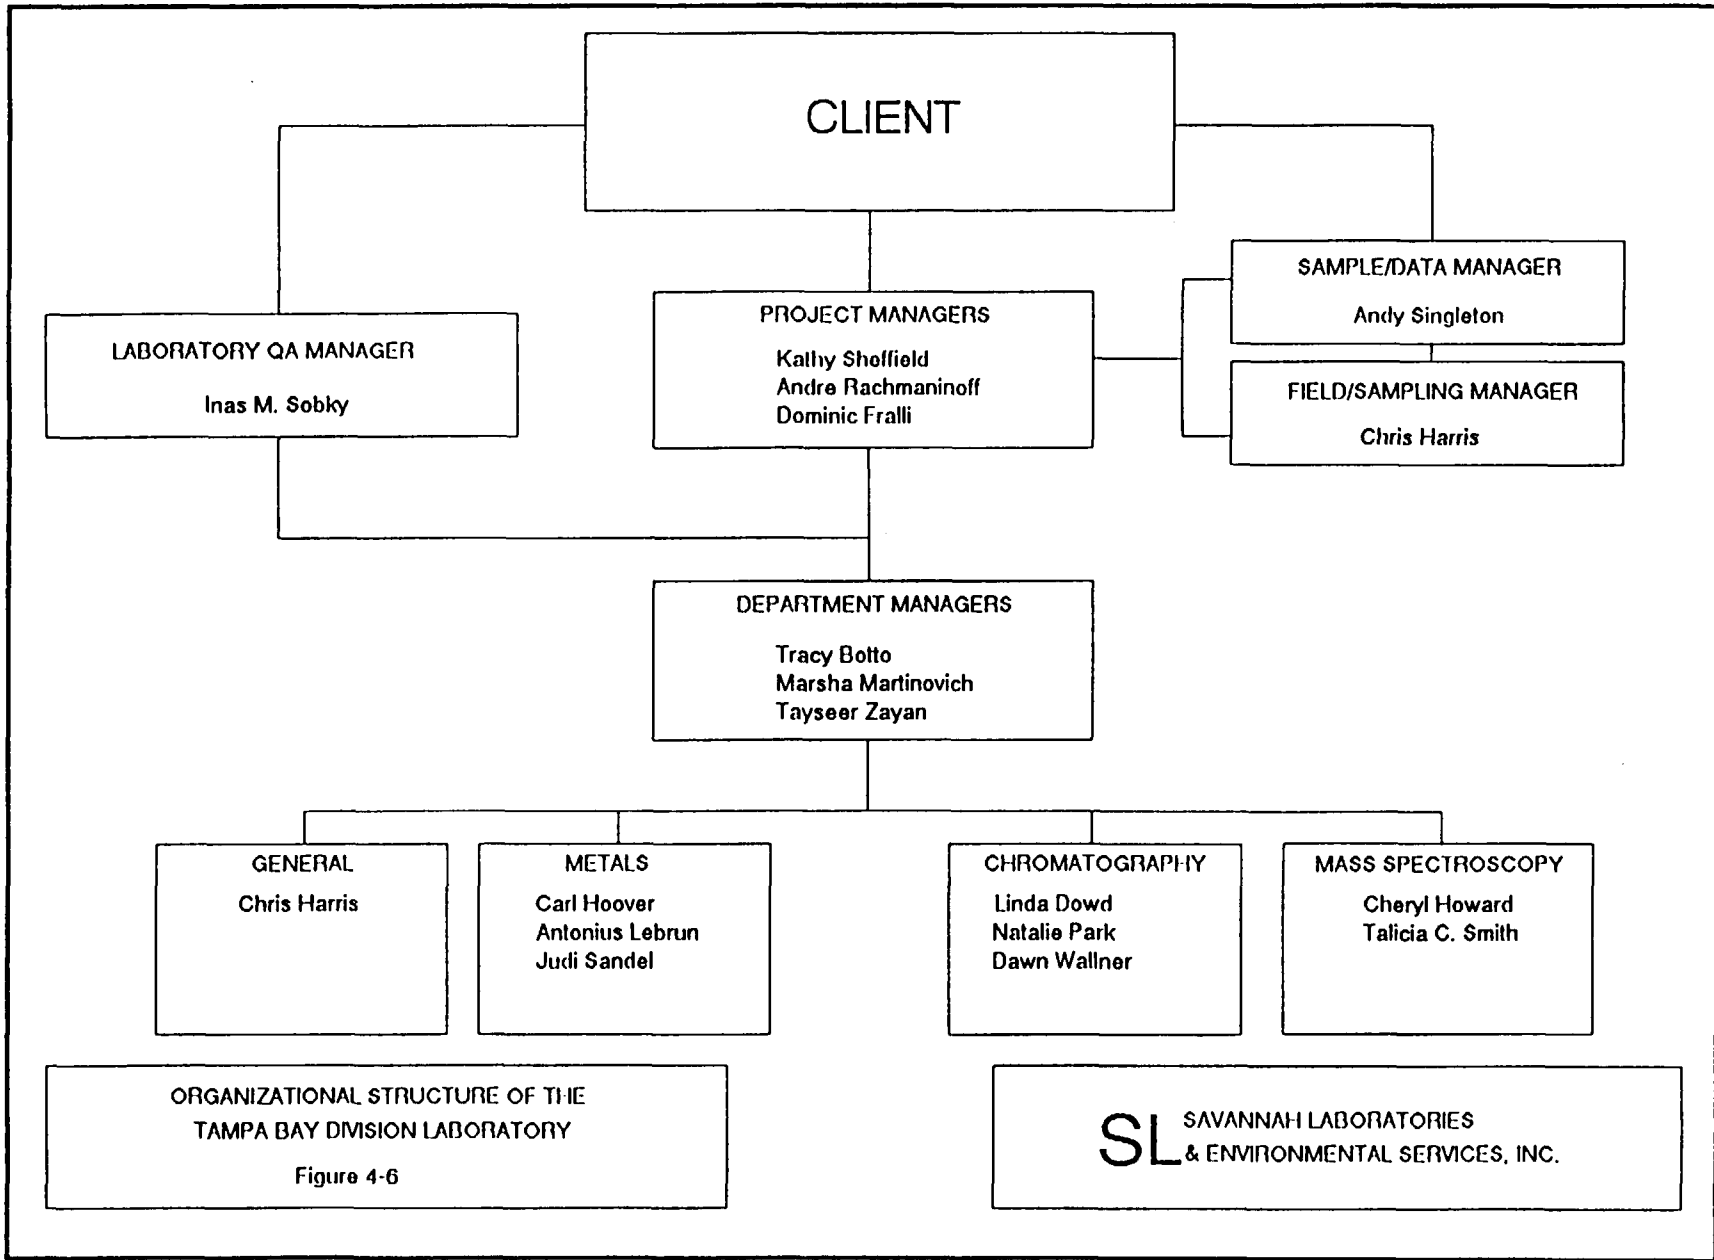 CLIENT
SAMPLE/DATA MANAGER
Andy Singleton
PROJECT MANAGERS
Kathy Sheffield
Andre Rachmaninoff
Dominic Fralli
LABORATORY QA MANAGER
Inas M. Sobky
FIELD/SAMPLING MANAGER
Chris Harris
DEPARTMENT MANAGERS
Tracy Botto
Marsha Martinovich
Tayseer Zayan
GENERAL
Chris Harris
METALS
Carl Hoover
Antonius Lebrun
Judi Sandel
CHROMATOGRAPHY
Linda Dowd
Natalie Park
Dawn Wallner
MASS SPECTROSCOPY
Cheryl Howard
Talicia C. Smith
ORGANIZATIONAL STRUCTURE OF THE
TAMPA BAY DIVISION LABORATORY
Figure 4-6
SL
SAVANNAH LABORATORIES
& ENVIRONMENTAL SERVICES, INC.